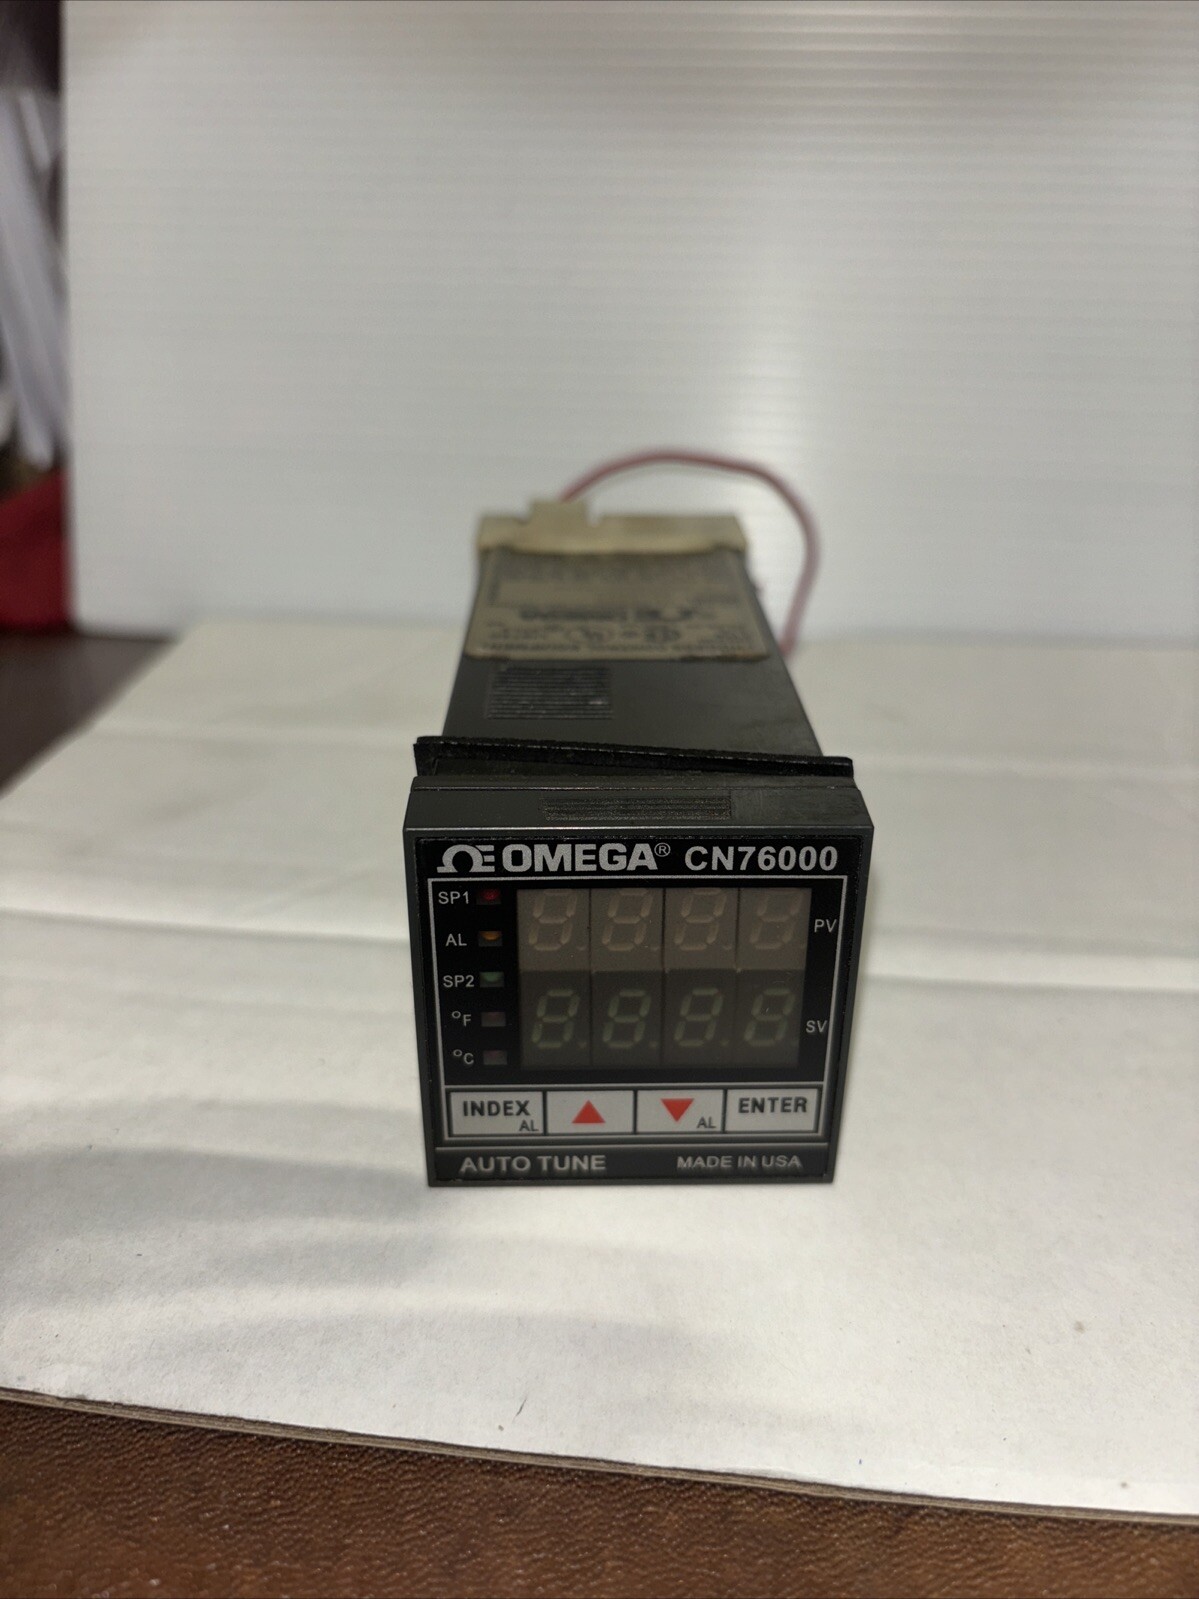 OMEGA® CN76000
SP1
AL
SP2
°F
°C
PV
SV
INDEX AL
AL
ENTER
AUTO TUNE MADE IN USA